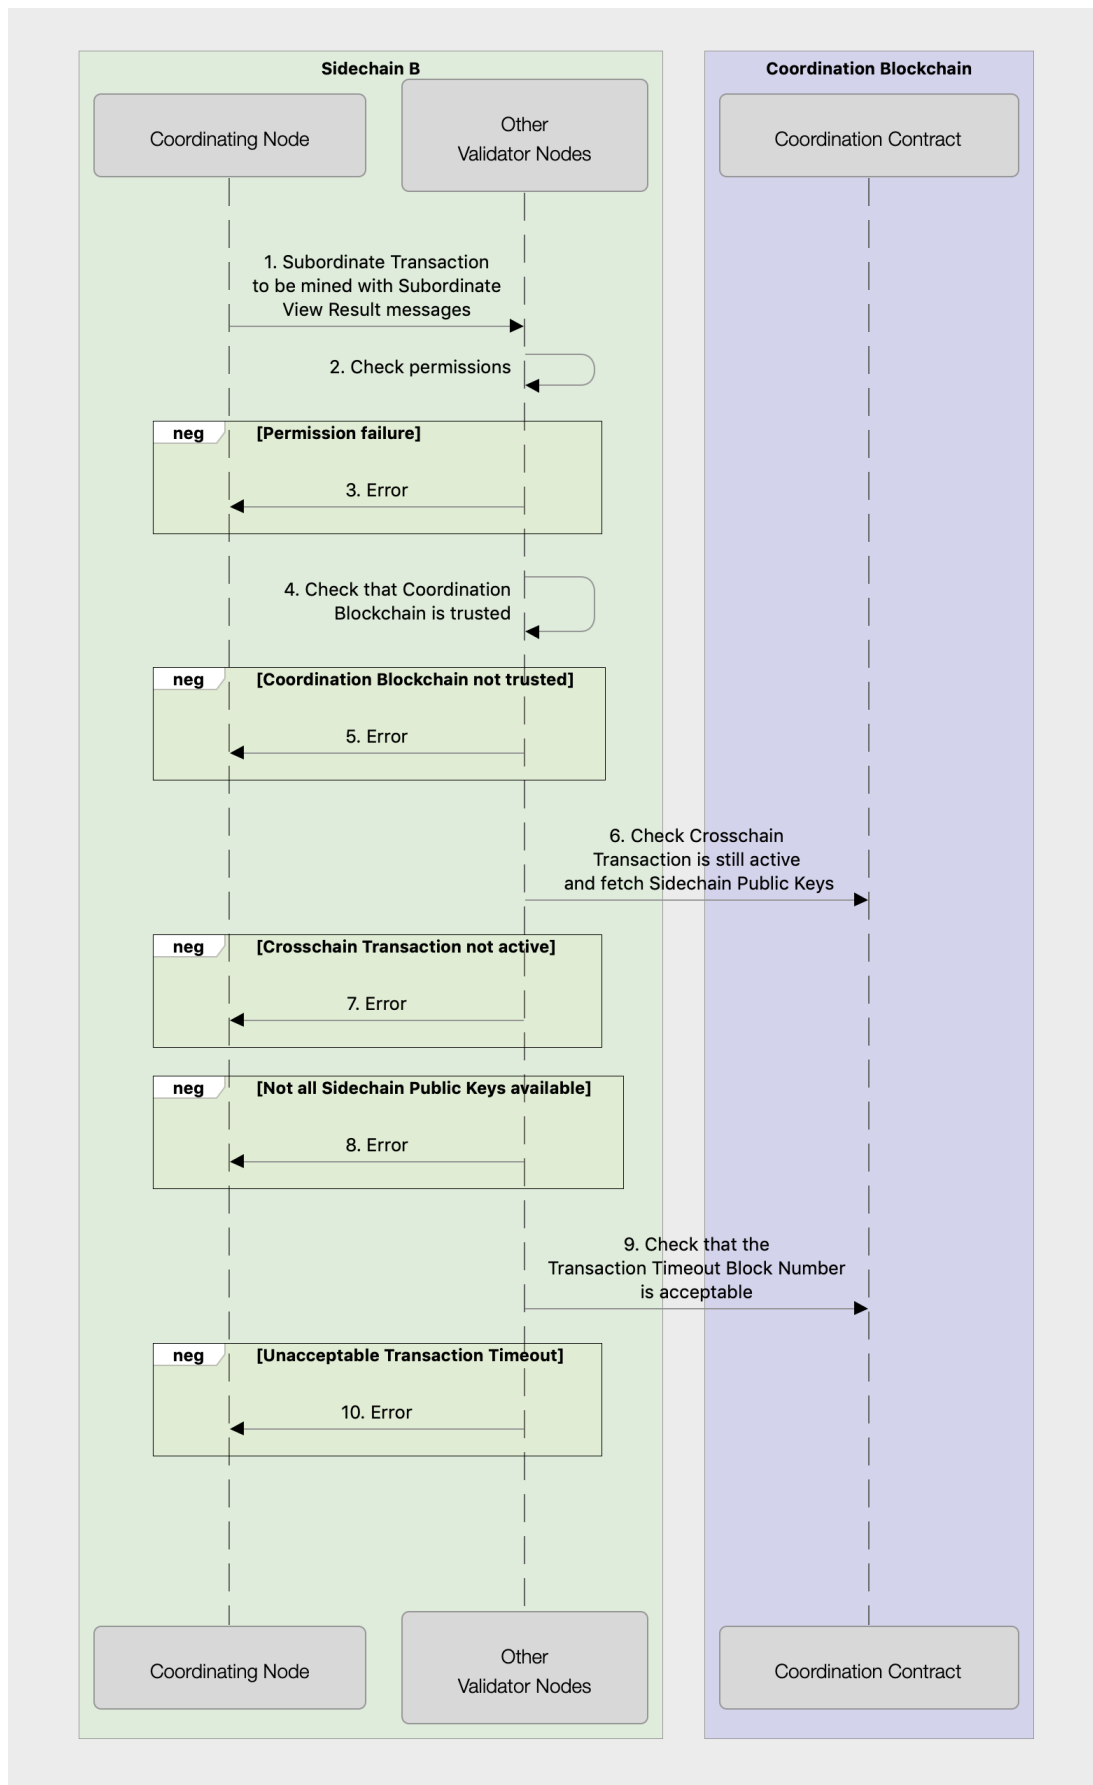 Sidechain B
Coordination Blockchain
Coordinating Node
Other
Validator Nodes
Coordination Contract
1. Subordinate Transaction
to be mined with Subordinate
View Result messages
2. Check permissions
neg
[Permission failure]
3. Error
4. Check that Coordination
Blockchain is trusted
neg
[Coordination Blockchain not trusted]
5. Error
6. Check Crosschain
Transaction is still active
and fetch Sidechain Public Keys
neg
[Crosschain Transaction not active]
7. Error
neg
[Not all Sidechain Public Keys available]
8. Error
9. Check that the
Transaction Timeout Block Number
is acceptable
neg
[Unacceptable Transaction Timeout]
10. Error
Coordinating Node
Other
Validator Nodes
Coordination Contract